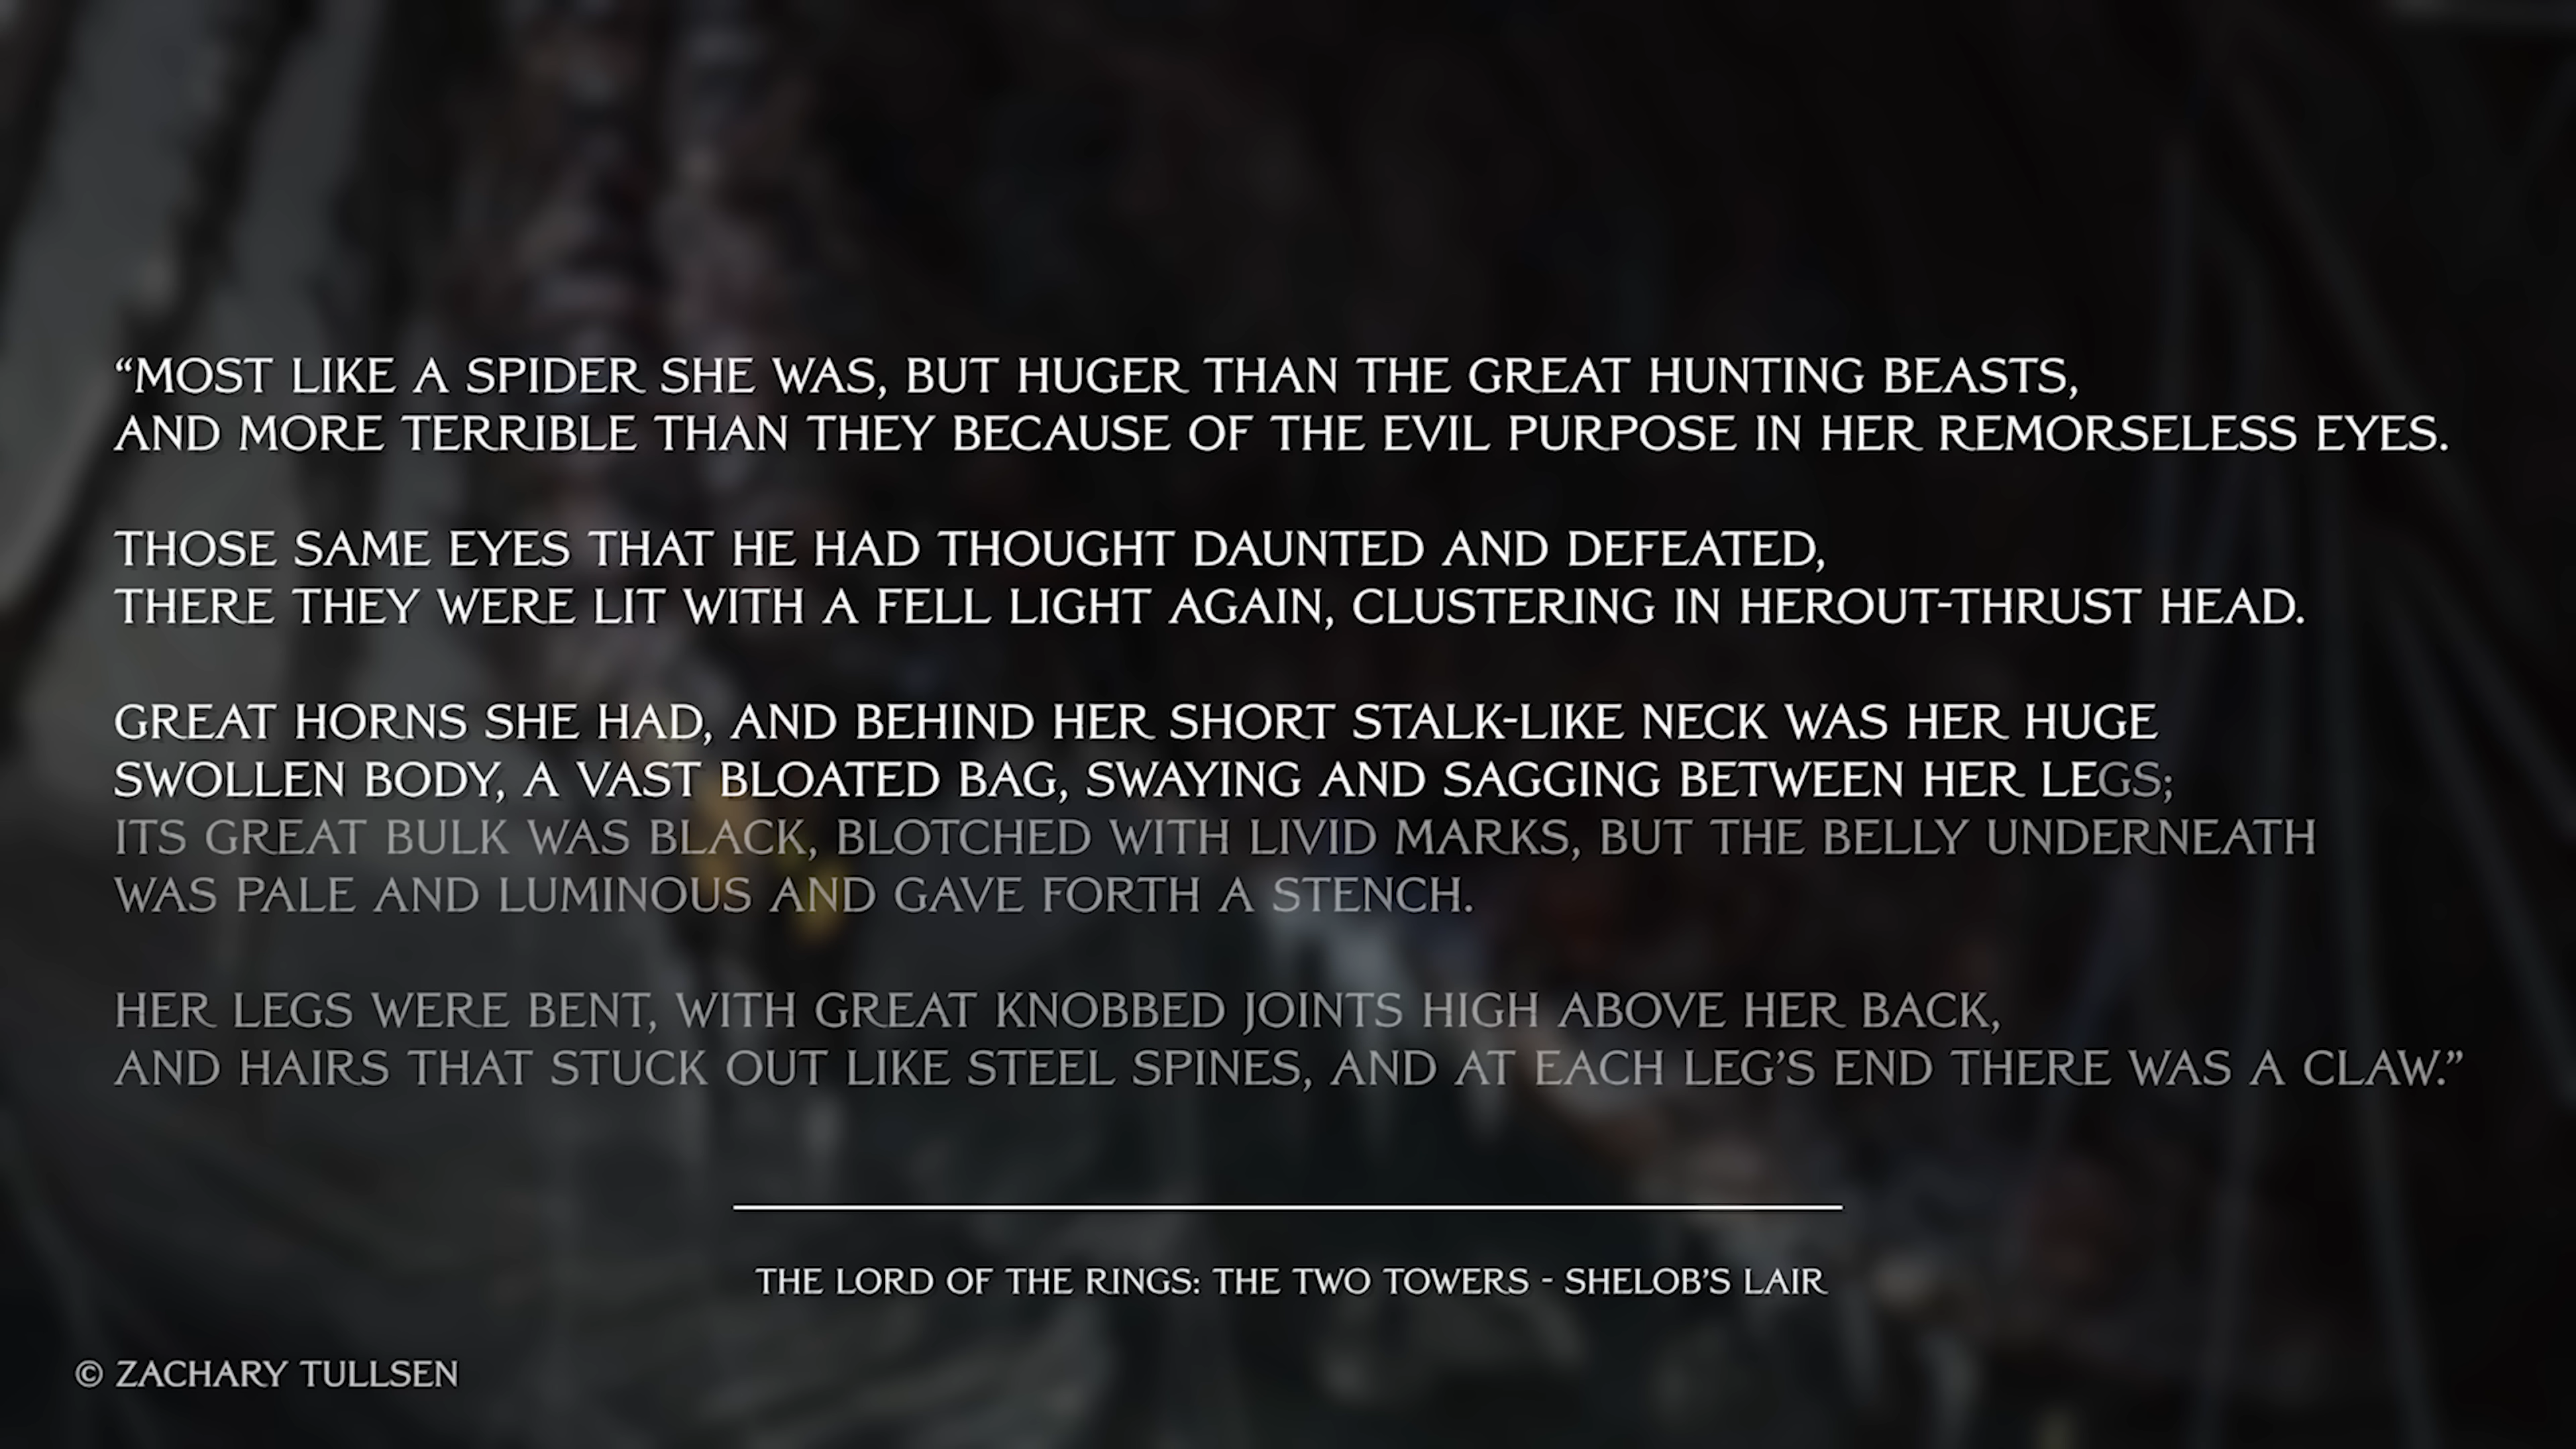 “MOST LIKE A SPIDER SHE WAS, BUT HUGER THAN THE GREAT HUNTING BEASTS,
AND MORE TERRIBLE THAN THEY BECAUSE OF THE EVIL PURPOSE IN HER REMORSELESS EYES.
THOSE SAME EYES THAT HE HAD THOUGHT DAUNTED AND DEFEATED,
THERE THEY WERE LIT WITH A FELL LIGHT AGAIN, CLUSTERING IN HEROUT-THRUST HEAD.
GREAT HORNS SHE HAD, AND BEHIND HER SHORT STALK-LIKE NECK WAS HER HUGE
SWOLLEN BODY, A VAST BLOATED BAG, SWAYING AND SAGGING BETWEEN HER LEGS;
ITS GREAT BULK WAS BLACK, BLOTCHED WITH LIVID MARKS, BUT THE BELLY UNDERNEATH
WAS PALE AND LUMINOUS AND GAVE FORTH A STENCH.
HER LEGS WERE BENT, WITH GREAT KNOBBED JOINTS HIGH ABOVE HER BACK,
AND HAIRS THAT STUCK OUT LIKE STEEL SPINES, AND AT EACH LEG’S END THERE WAS A CLAW.”
THE LORD OF THE RINGS: THE TWO TOWERS - SHELOB’S LAIR
© ZACHARY TULLSEN